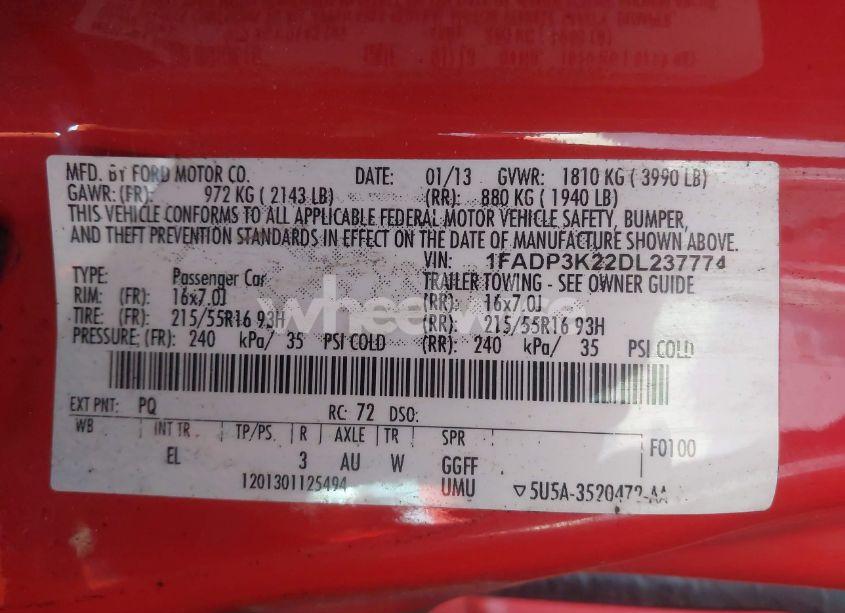 MFD. BY FORD MOTOR CO. DATE: 01/13 GVWR: 1810 KG ( 3990 LB)
GAWR: (FR): 972 KG ( 2143 LB) (RR): 880 KG ( 1940 LB)
THIS VEHICLE CONFORMS TO ALL APPLICABLE FEDERAL MOTOR VEHICLE SAFETY, BUMPER,
AND THEFT PREVENTION STANDARDS IN EFFECT ON THE DATE OF MANUFACTURE SHOWN ABOVE.
VIN: 1FADP3K22DL237774
TYPE: Passenger Car TRAILER TOWING - SEE OWNER GUIDE
RIM: (FR): 16x7.0J (RR): 16x7.0J
TIRE: (FR): 215/55R16 93H (RR): 215/55R16 93H
PRESSURE: (FR): 240 kPa/ 35 PSI COLD (RR): 240 kPa/ 35 PSI COLD
EXT PNT: PQ RC: 72 DSO:
WB INT TR TP/PS R AXLE TR SPR F0100
EL 3 AU W GGFF
1201301125494 UMU ▽5U5A-3520472-AA